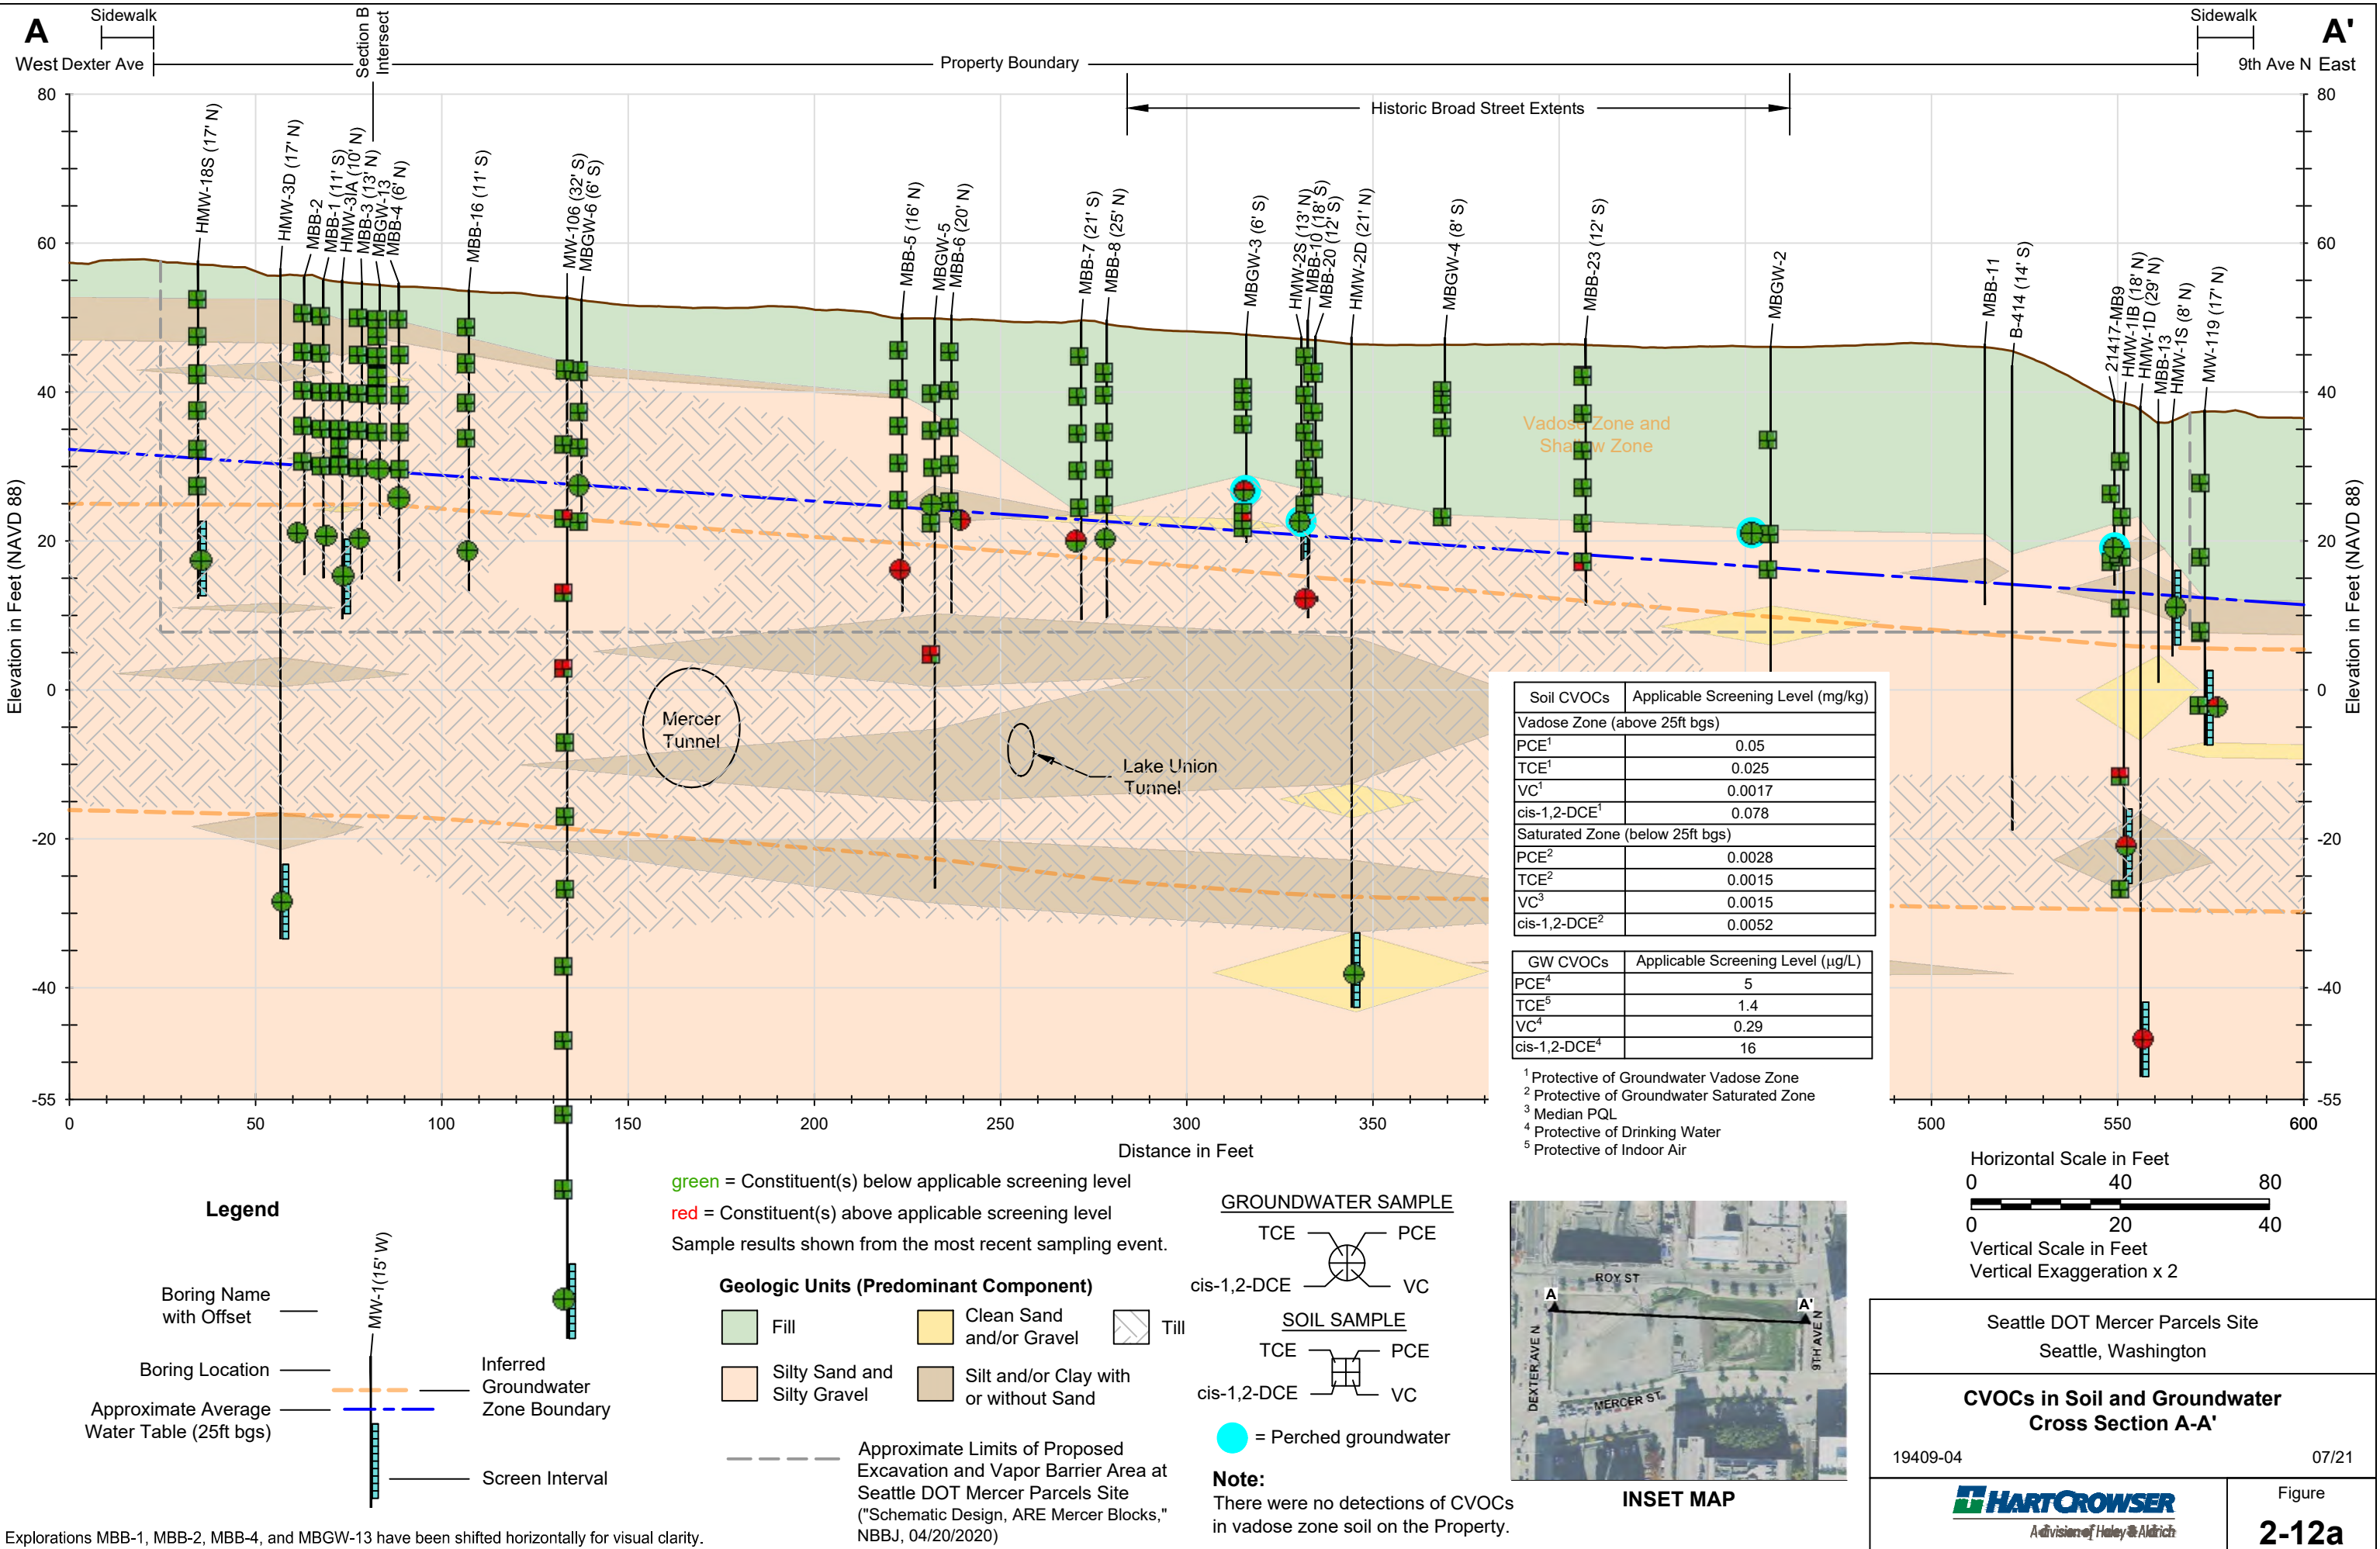 Sidewalk
Section B
Intersect
Sidewalk
A
A'
West Dexter Ave
Property Boundary
9th Ave N East
Historic Broad Street Extents
80
60
40
20
0
-20
-40
-55
Elevation in Feet (NAVD 88)
HMW-18S (17' N)
HMW-3D (17' N)
MBB-2
MBB-1 (11' S)
HMW-3IA (10' N)
MBB-3 (13' N)
MBGW-13
MBB-4 (6' N)
MBB-16 (11' S)
MW-106 (32' S)
MBGW-6 (6' S)
MBB-5 (16' N)
MBGW-5
MBB-6 (20' N)
MBB-7 (21' S)
MBB-8 (25' N)
MBGW-3 (6' S)
HMW-2S (13' N)
MBB-10 (18' S)
MBB-20 (12' S)
HMW-2D (21' N)
MBGW-4 (8' S)
MBB-23 (12' S)
MBGW-2
MBB-11
B-414 (14' S)
21417-MB9
HMW-1IB (18' N)
HMW-1D (29' N)
MBB-13
HMW-1S (8' N)
MW-119 (17' N)
80
60
40
20
0
-20
-40
-55
Elevation in Feet (NAVD 88)
Vadose Zone and
Shallow Zone
Mercer
Tunnel
Lake Union
Tunnel
Soil CVOCs Applicable Screening Level (mg/kg)
Vadose Zone (above 25ft bgs)
PCE1 0.05
TCE1 0.025
VC1 0.0017
cis-1,2-DCE1 0.078
Saturated Zone (below 25ft bgs)
PCE2 0.0028
TCE2 0.0015
VC3 0.0015
cis-1,2-DCE2 0.0052
GW CVOCs Applicable Screening Level (µg/L)
PCE4 5
TCE5 1.4
VC4 0.29
cis-1,2-DCE4 16
1 Protective of Groundwater Vadose Zone
2 Protective of Groundwater Saturated Zone
3 Median PQL
4 Protective of Drinking Water
5 Protective of Indoor Air
0 50 100 150 200 250 300 350 500 550 600
Distance in Feet
Legend
MW-1(15' W)
Boring Name
with Offset
Boring Location
Approximate Average
Water Table (25ft bgs)
Inferred
Groundwater
Zone Boundary
Screen Interval
Explorations MBB-1, MBB-2, MBB-4, and MBGW-13 have been shifted horizontally for visual clarity.
green = Constituent(s) below applicable screening level
red = Constituent(s) above applicable screening level
Sample results shown from the most recent sampling event.
Geologic Units (Predominant Component)
Fill
Clean Sand
and/or Gravel
Till
Silty Sand and
Silty Gravel
Silt and/or Clay with
or without Sand
Approximate Limits of Proposed
Excavation and Vapor Barrier Area at
Seattle DOT Mercer Parcels Site
("Schematic Design, ARE Mercer Blocks,"
NBBJ, 04/20/2020)
GROUNDWATER SAMPLE
TCE PCE
cis-1,2-DCE VC
SOIL SAMPLE
TCE PCE
cis-1,2-DCE VC
= Perched groundwater
Note:
There were no detections of CVOCs
in vadose zone soil on the Property.
ROY ST
A
A'
DEXTER AVE N
9TH AVE N
MERCER ST
INSET MAP
Horizontal Scale in Feet
0 40 80
0 20 40
Vertical Scale in Feet
Vertical Exaggeration x 2
Seattle DOT Mercer Parcels Site
Seattle, Washington
CVOCs in Soil and Groundwater
Cross Section A-A'
19409-04 07/21
HARTCROWSER
A division of Haley & Aldrich
Figure
2-12a